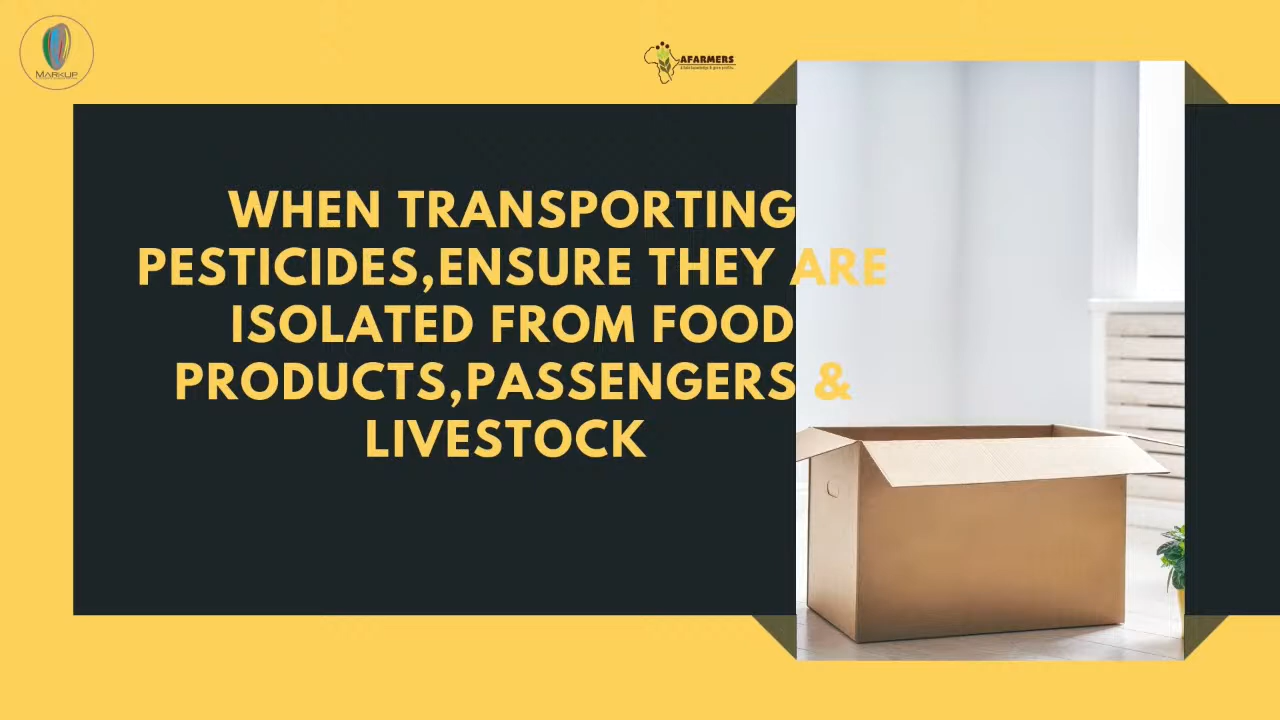 MARKUP
AFARMERS
WHEN TRANSPORTING
PESTICIDES,ENSURE THEY ARE
ISOLATED FROM FOOD
PRODUCTS,PASSENGERS &
LIVESTOCK